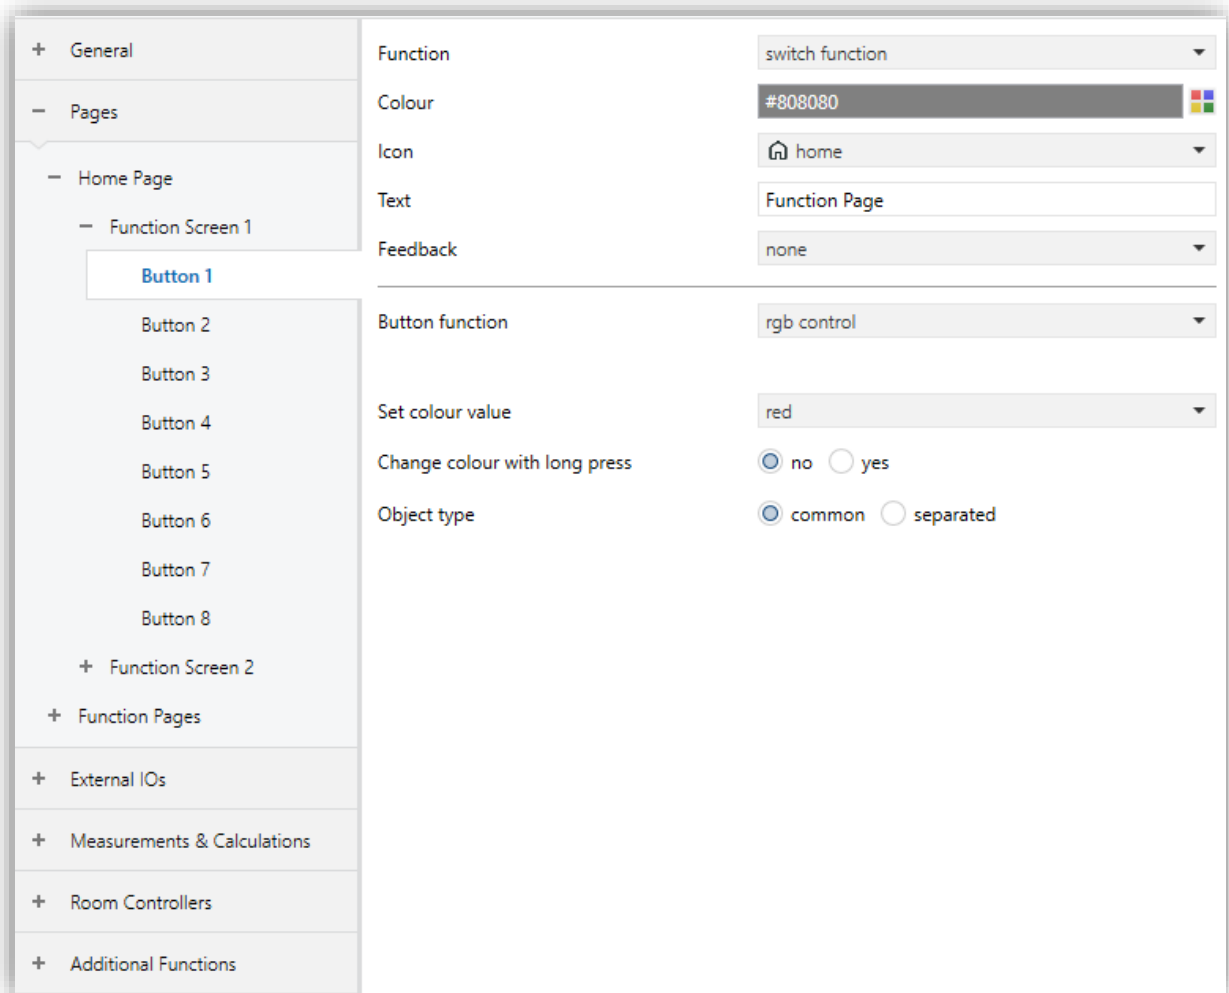 General
Pages
Home Page
Function Screen 1
Button 1
Button 2
Button 3
Button 4
Button 5
Button 6
Button 7
Button 8
Function Screen 2
Function Pages
External IOs
Measurements & Calculations
Room Controllers
Additional Functions
Function switch function
Colour #808080
Icon home
Text Function Page
Feedback none
Button function rgb control
Set colour value red
Change colour with long press no yes
Object type common separated